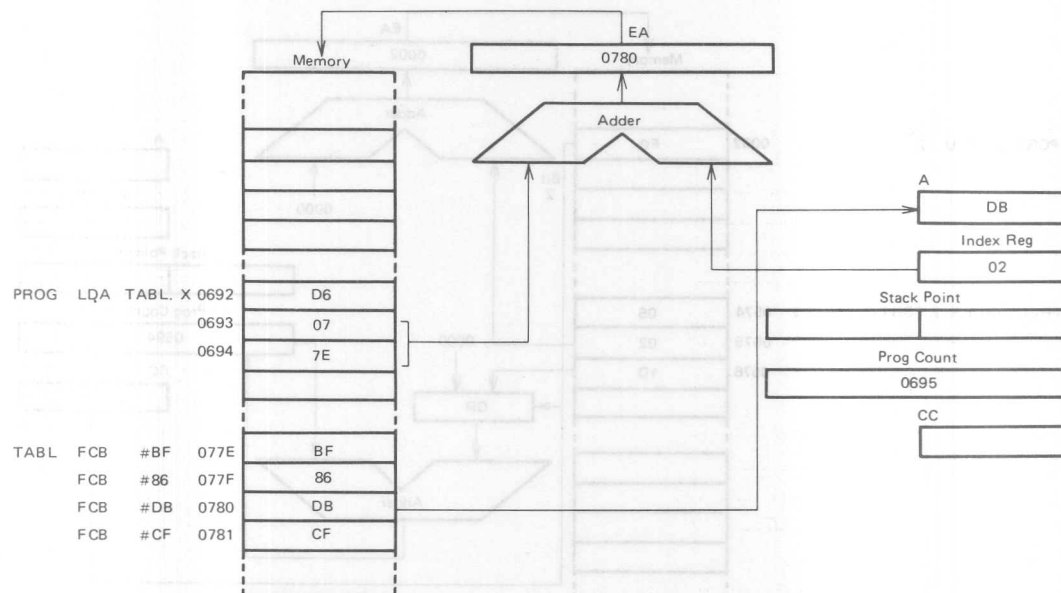 EA
0780
Memory
Adder
A
DB
Index Reg
02
Stack Point
Prog Count
0695
CC
PROG LDA TABL. X 0692 D6
0693 07
0694 7E
TABL FCB #BF 077E BF
FCB #86 077F 86
FCB #DB 0780 DB
FCB #CF 0781 CF